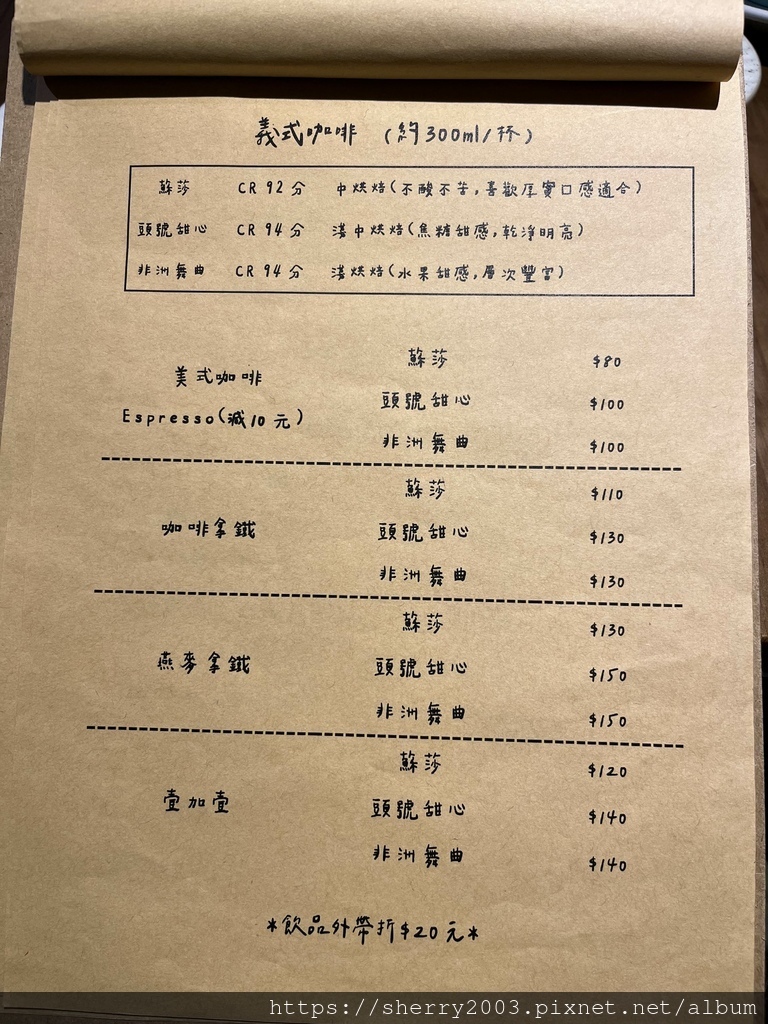 義式咖啡 (約300ml/杯)
蘇莎 CR 92分 中烘焙(不酸不苦,喜歡厚實口感適合)
頭號甜心 CR 94分 淺中烘焙(焦糖甜感,乾淨明亮)
非洲舞曲 CR 94分 淺烘焙(水果甜感,層次豐富)
蘇莎 $80
美式咖啡
頭號甜心 $100
Espresso(減10元)
非洲舞曲 $100
蘇莎 $110
咖啡拿鐵 頭號甜心 $130
非洲舞曲 $130
蘇莎 $130
燕麥拿鐵 頭號甜心 $150
非洲舞曲 $150
蘇莎 $120
壹加壹 頭號甜心 $140
非洲舞曲 $140
*飲品外帶折$20元*
https://sherry2003.pixnet.net/album